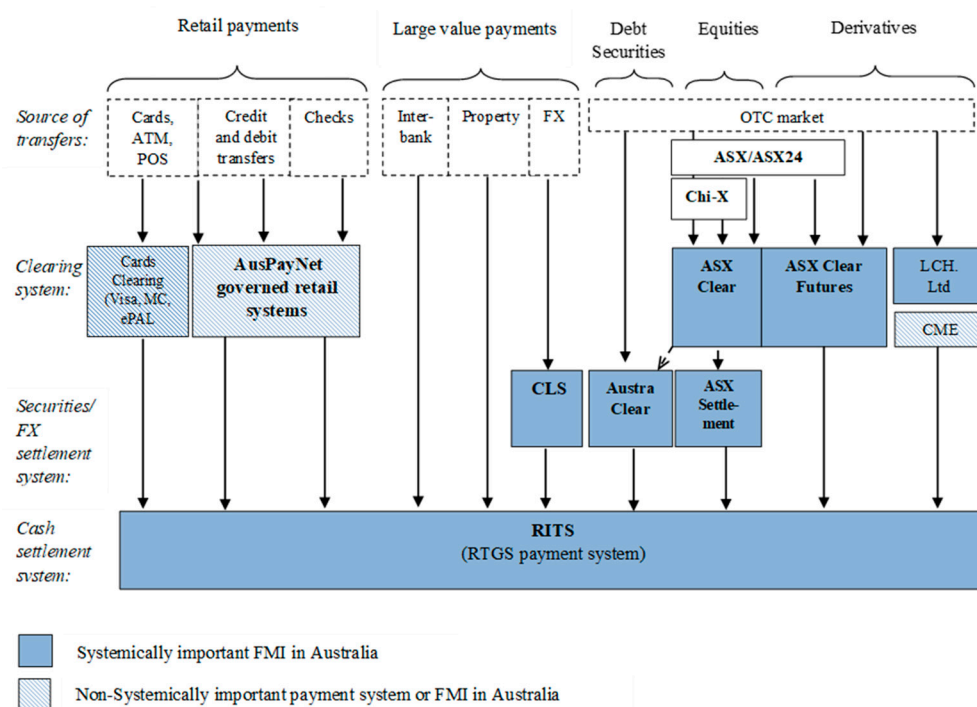 Retail payments
Large value payments
Debt
Securities
Equities
Derivatives
Source of
transfers:
Cards,
ATM,
POS
Credit
and debit
transfers
Checks
Inter-
bank
Property
FX
OTC market
ASX/ASX24
Chi-X
Clearing
system:
Cards
Clearing
(Visa, MC,
ePAL
AusPayNet
governed retail
systems
ASX
Clear
ASX Clear
Futures
LCH.
Ltd
CME
Securities/
FX
settlement
system:
CLS
Austra
Clear
ASX
Settle-
ment
Cash
settlement
system:
RITS
(RTGS payment system)
Systemically important FMI in Australia
Non-Systemically important payment system or FMI in Australia